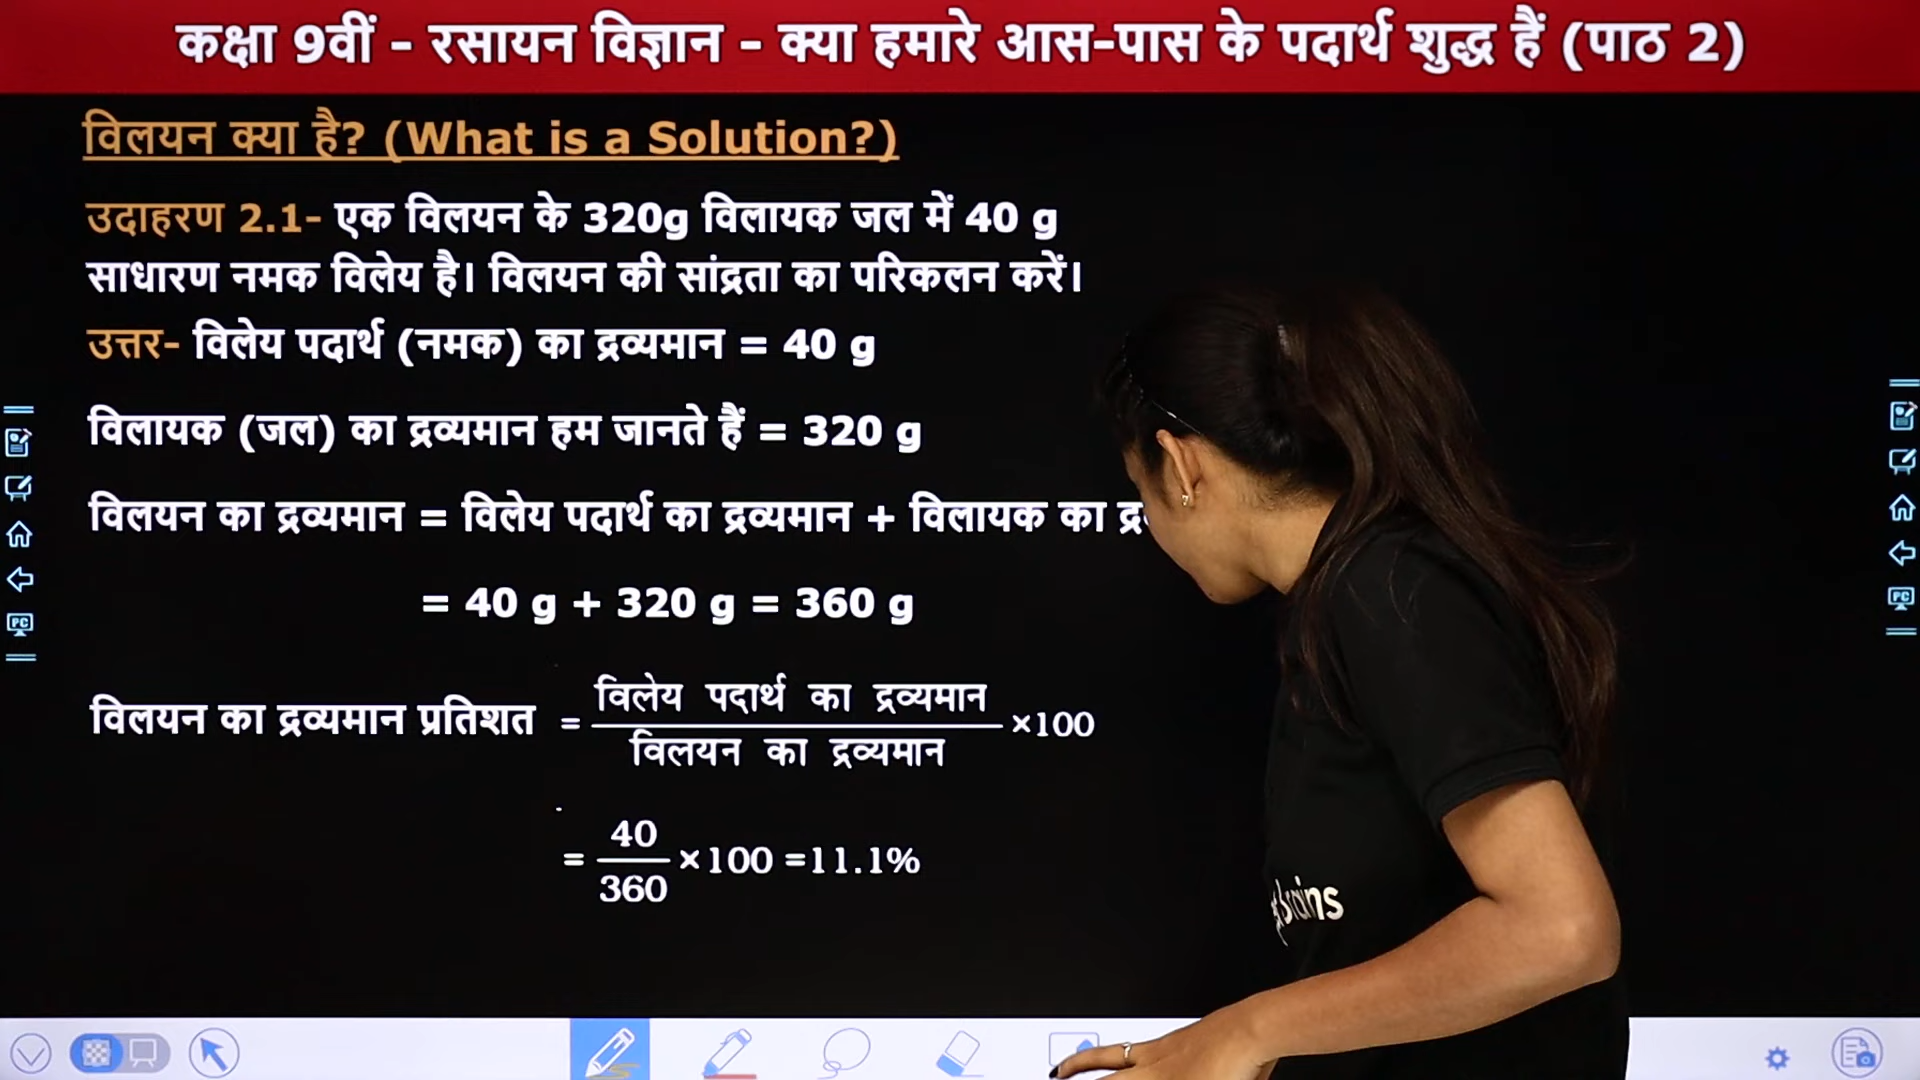 कक्षा 9वीं - रसायन विज्ञान - क्या हमारे आस-पास के पदार्थ शुद्ध हैं (पाठ 2)
विलयन क्या है? (What is a Solution?)
उदाहरण 2.1- एक विलयन के 320g विलायक जल में 40 g
साधारण नमक विलेय है। विलयन की सांद्रता का परिकलन करें।
उत्तर- विलेय पदार्थ (नमक) का द्रव्यमान = 40 g
विलायक (जल) का द्रव्यमान हम जानते हैं = 320 g
विलयन का द्रव्यमान = विलेय पदार्थ का द्रव्यमान + विलायक का
= 40 g + 320 g = 360 g
विलयन का द्रव्यमान प्रतिशत = विलेय पदार्थ का द्रव्यमान
विलयन का द्रव्यमान ×100
= 40
360 ×100 =11.1%
PC
PC